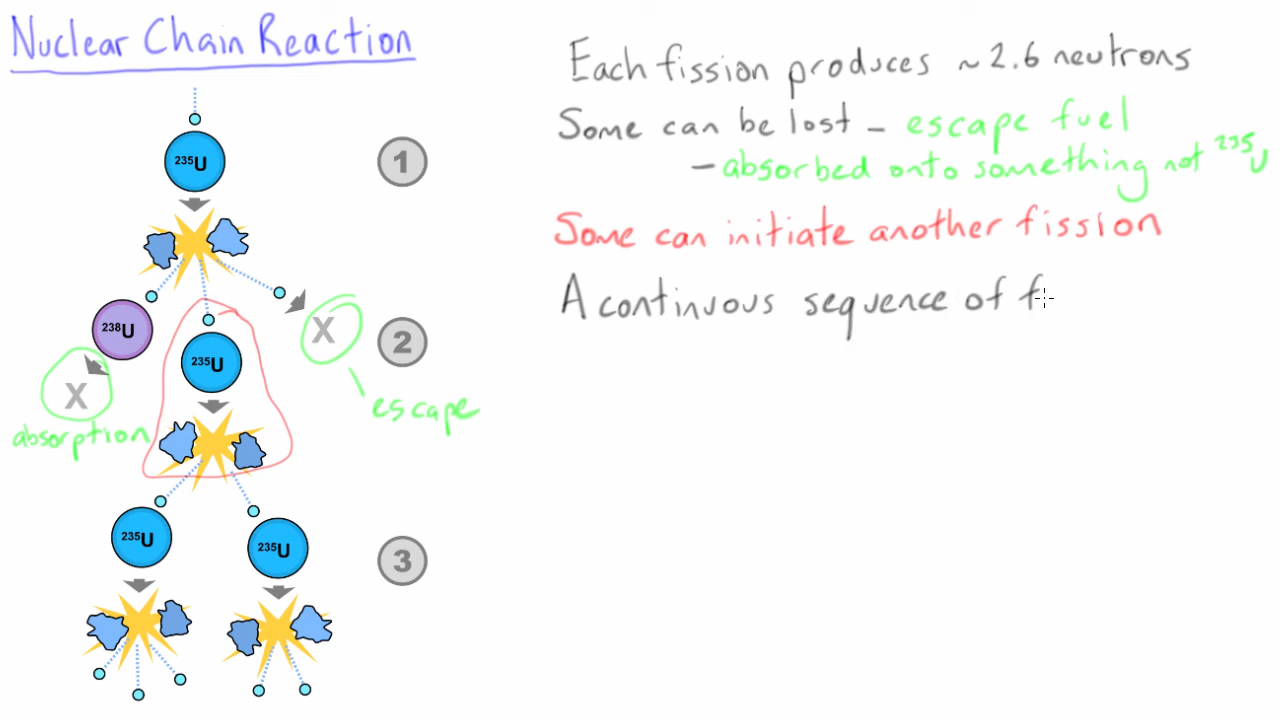 Nuclear Chain Reaction
Each fission produces ~ 2.6 neutrons
Some can be lost - escape fuel
- absorbed onto something not ²³⁵U
Some can initiate another fission
A continuous sequence of f
²³⁵U
1
²³⁸U
X
²³⁵U
X
2
absorption
escape
²³⁵U
²³⁵U
3